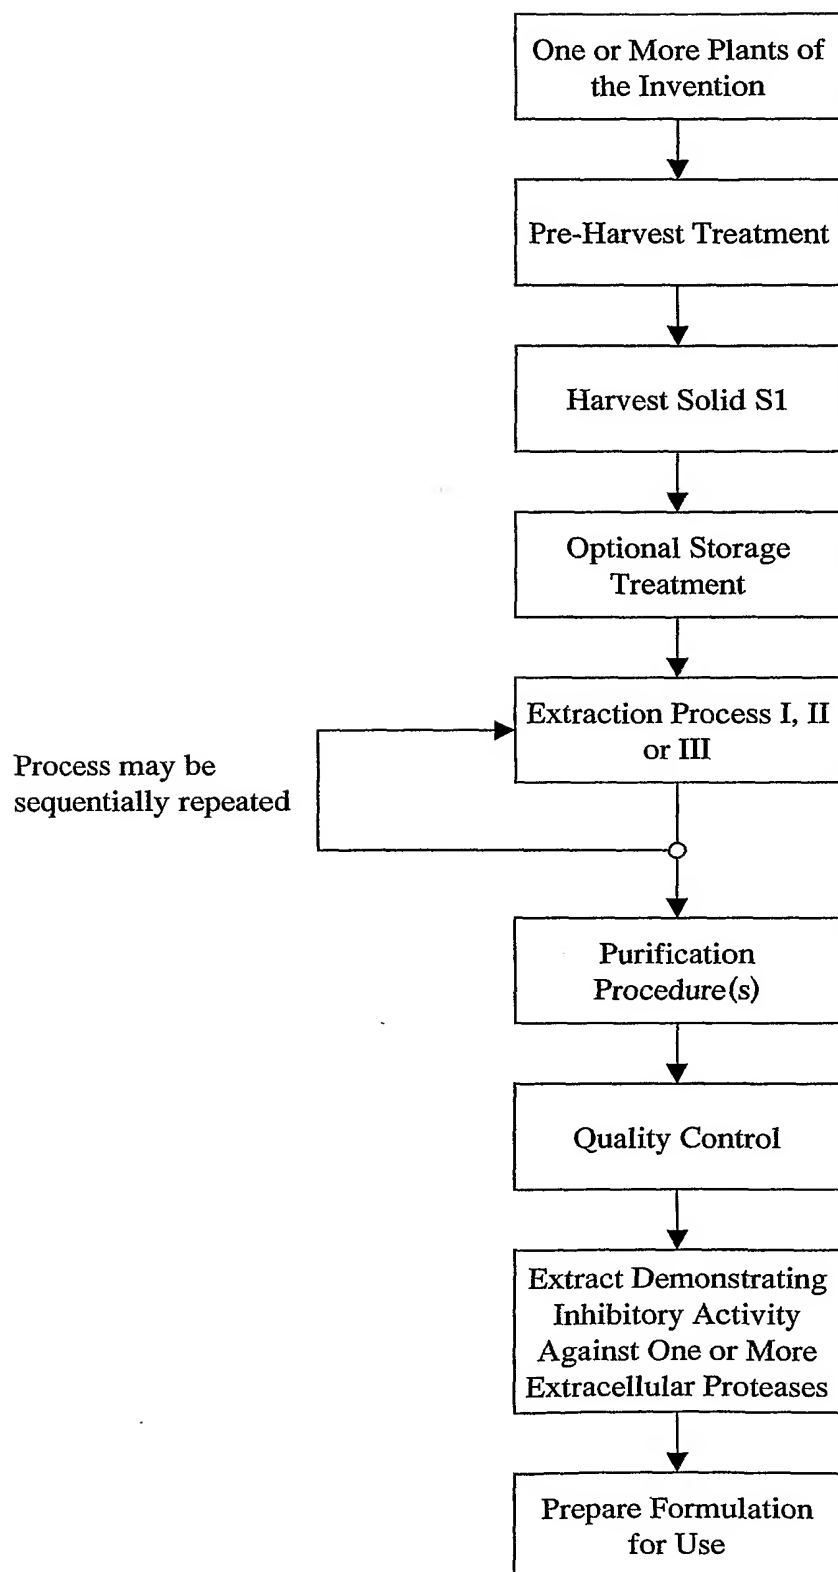 One or More Plants of
the Invention
Pre-Harvest Treatment
Harvest Solid S1
Optional Storage
Treatment
Extraction Process I, II
or III
Process may be
sequentially repeated
Purification
Procedure(s)
Quality Control
Extract Demonstrating
Inhibitory Activity
Against One or More
Extracellular Proteases
Prepare Formulation
for Use